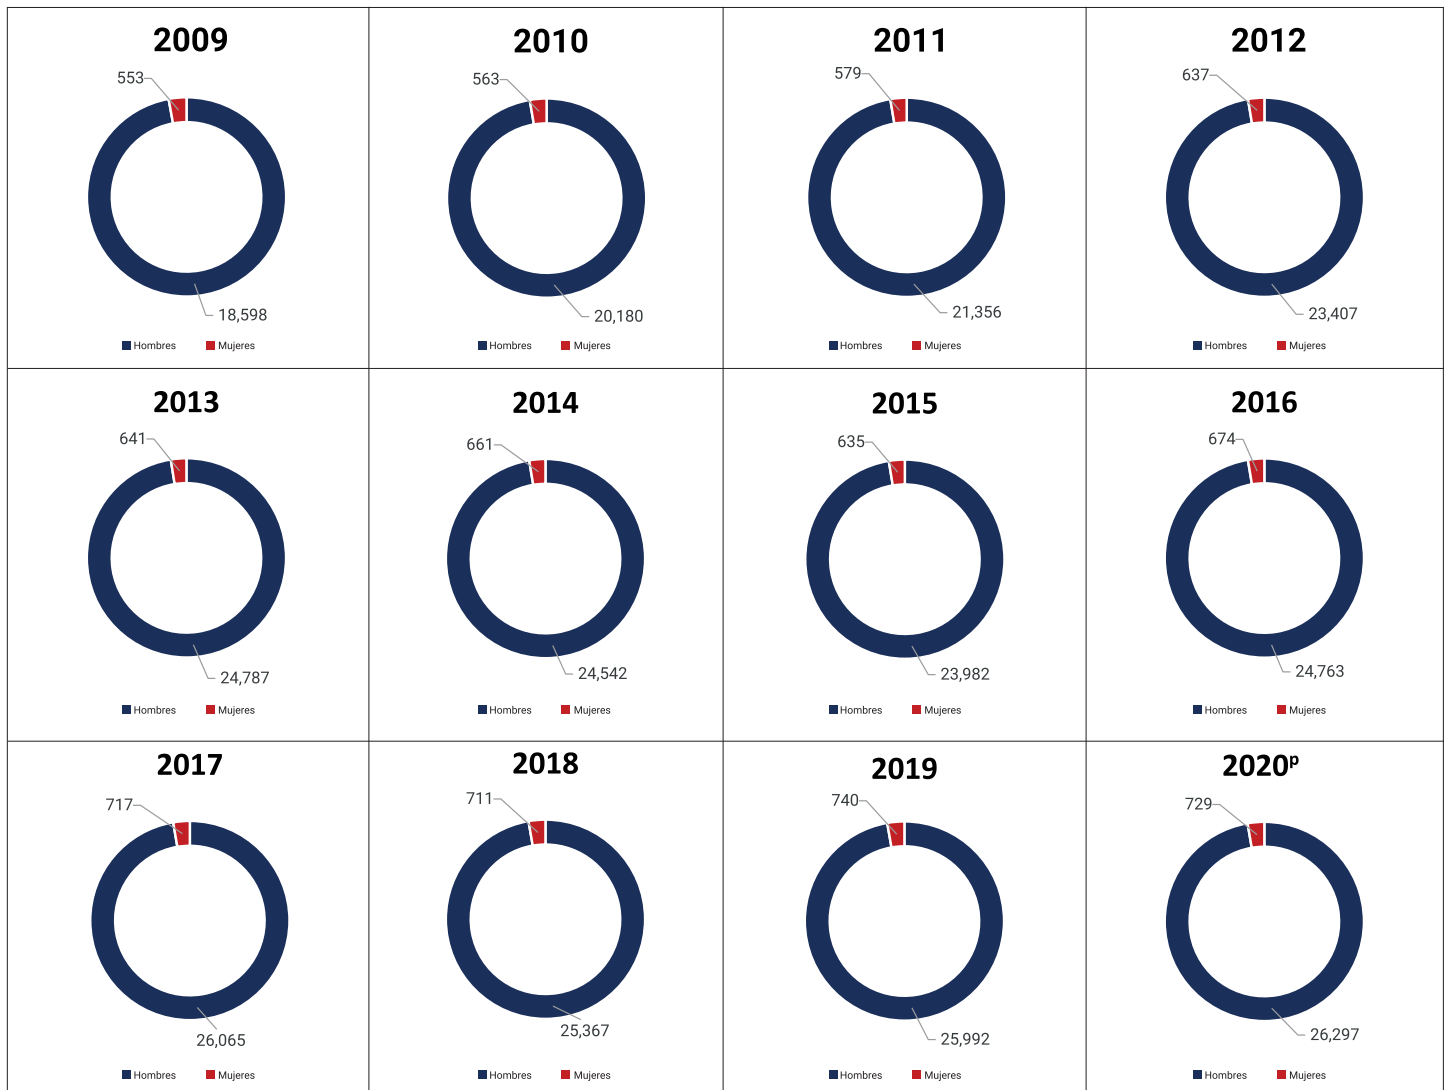 2009
553
18,598
Hombres Mujeres
2010
563
20,180
Hombres Mujeres
2011
579
21,356
Hombres Mujeres
2012
637
23,407
Hombres Mujeres
2013
641
24,787
Hombres Mujeres
2014
661
24,542
Hombres Mujeres
2015
635
23,982
Hombres Mujeres
2016
674
24,763
Hombres Mujeres
2017
717
26,065
Hombres Mujeres
2018
711
25,367
Hombres Mujeres
2019
740
25,992
Hombres Mujeres
2020ᵖ
729
26,297
Hombres Mujeres